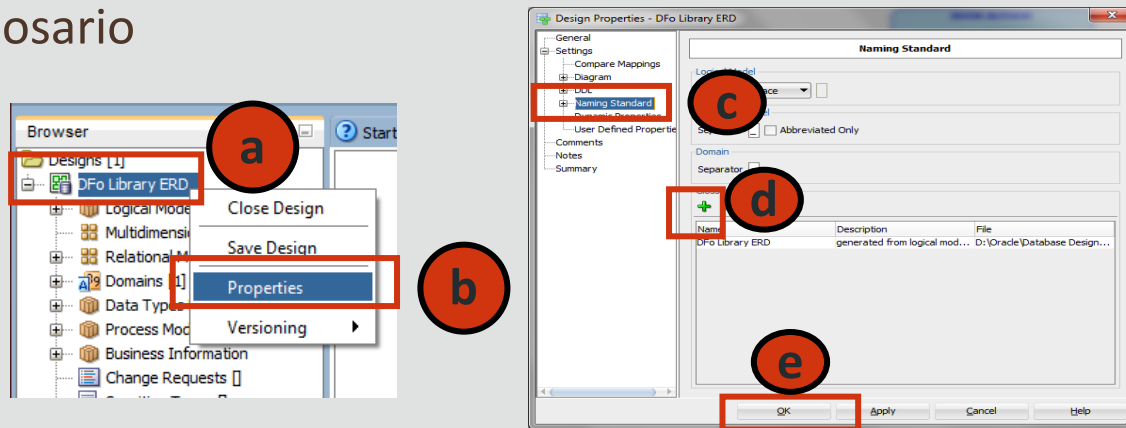 osario
Browser
Start
Designs [1]
DFo Library ERD
Logical Mode
Close Design
Multidimensi
Save Design
Relational M
Domains [1]
Properties
Data Types
Process Mod
Versioning
Business Information
Change Requests []
a
b
Design Properties - DFo Library ERD
General
Settings
Compare Mappings
Diagram
DDL
Naming Standard
Dynamic Properties
User Defined Propertie
Comments
Notes
Summary
Naming Standard
c
_ Abbreviated Only
Domain
Separator
d
Name Description File
DFo Library ERD generated from logical mod... D:\Oracle\Database Design...
e
OK Apply Cancel Help